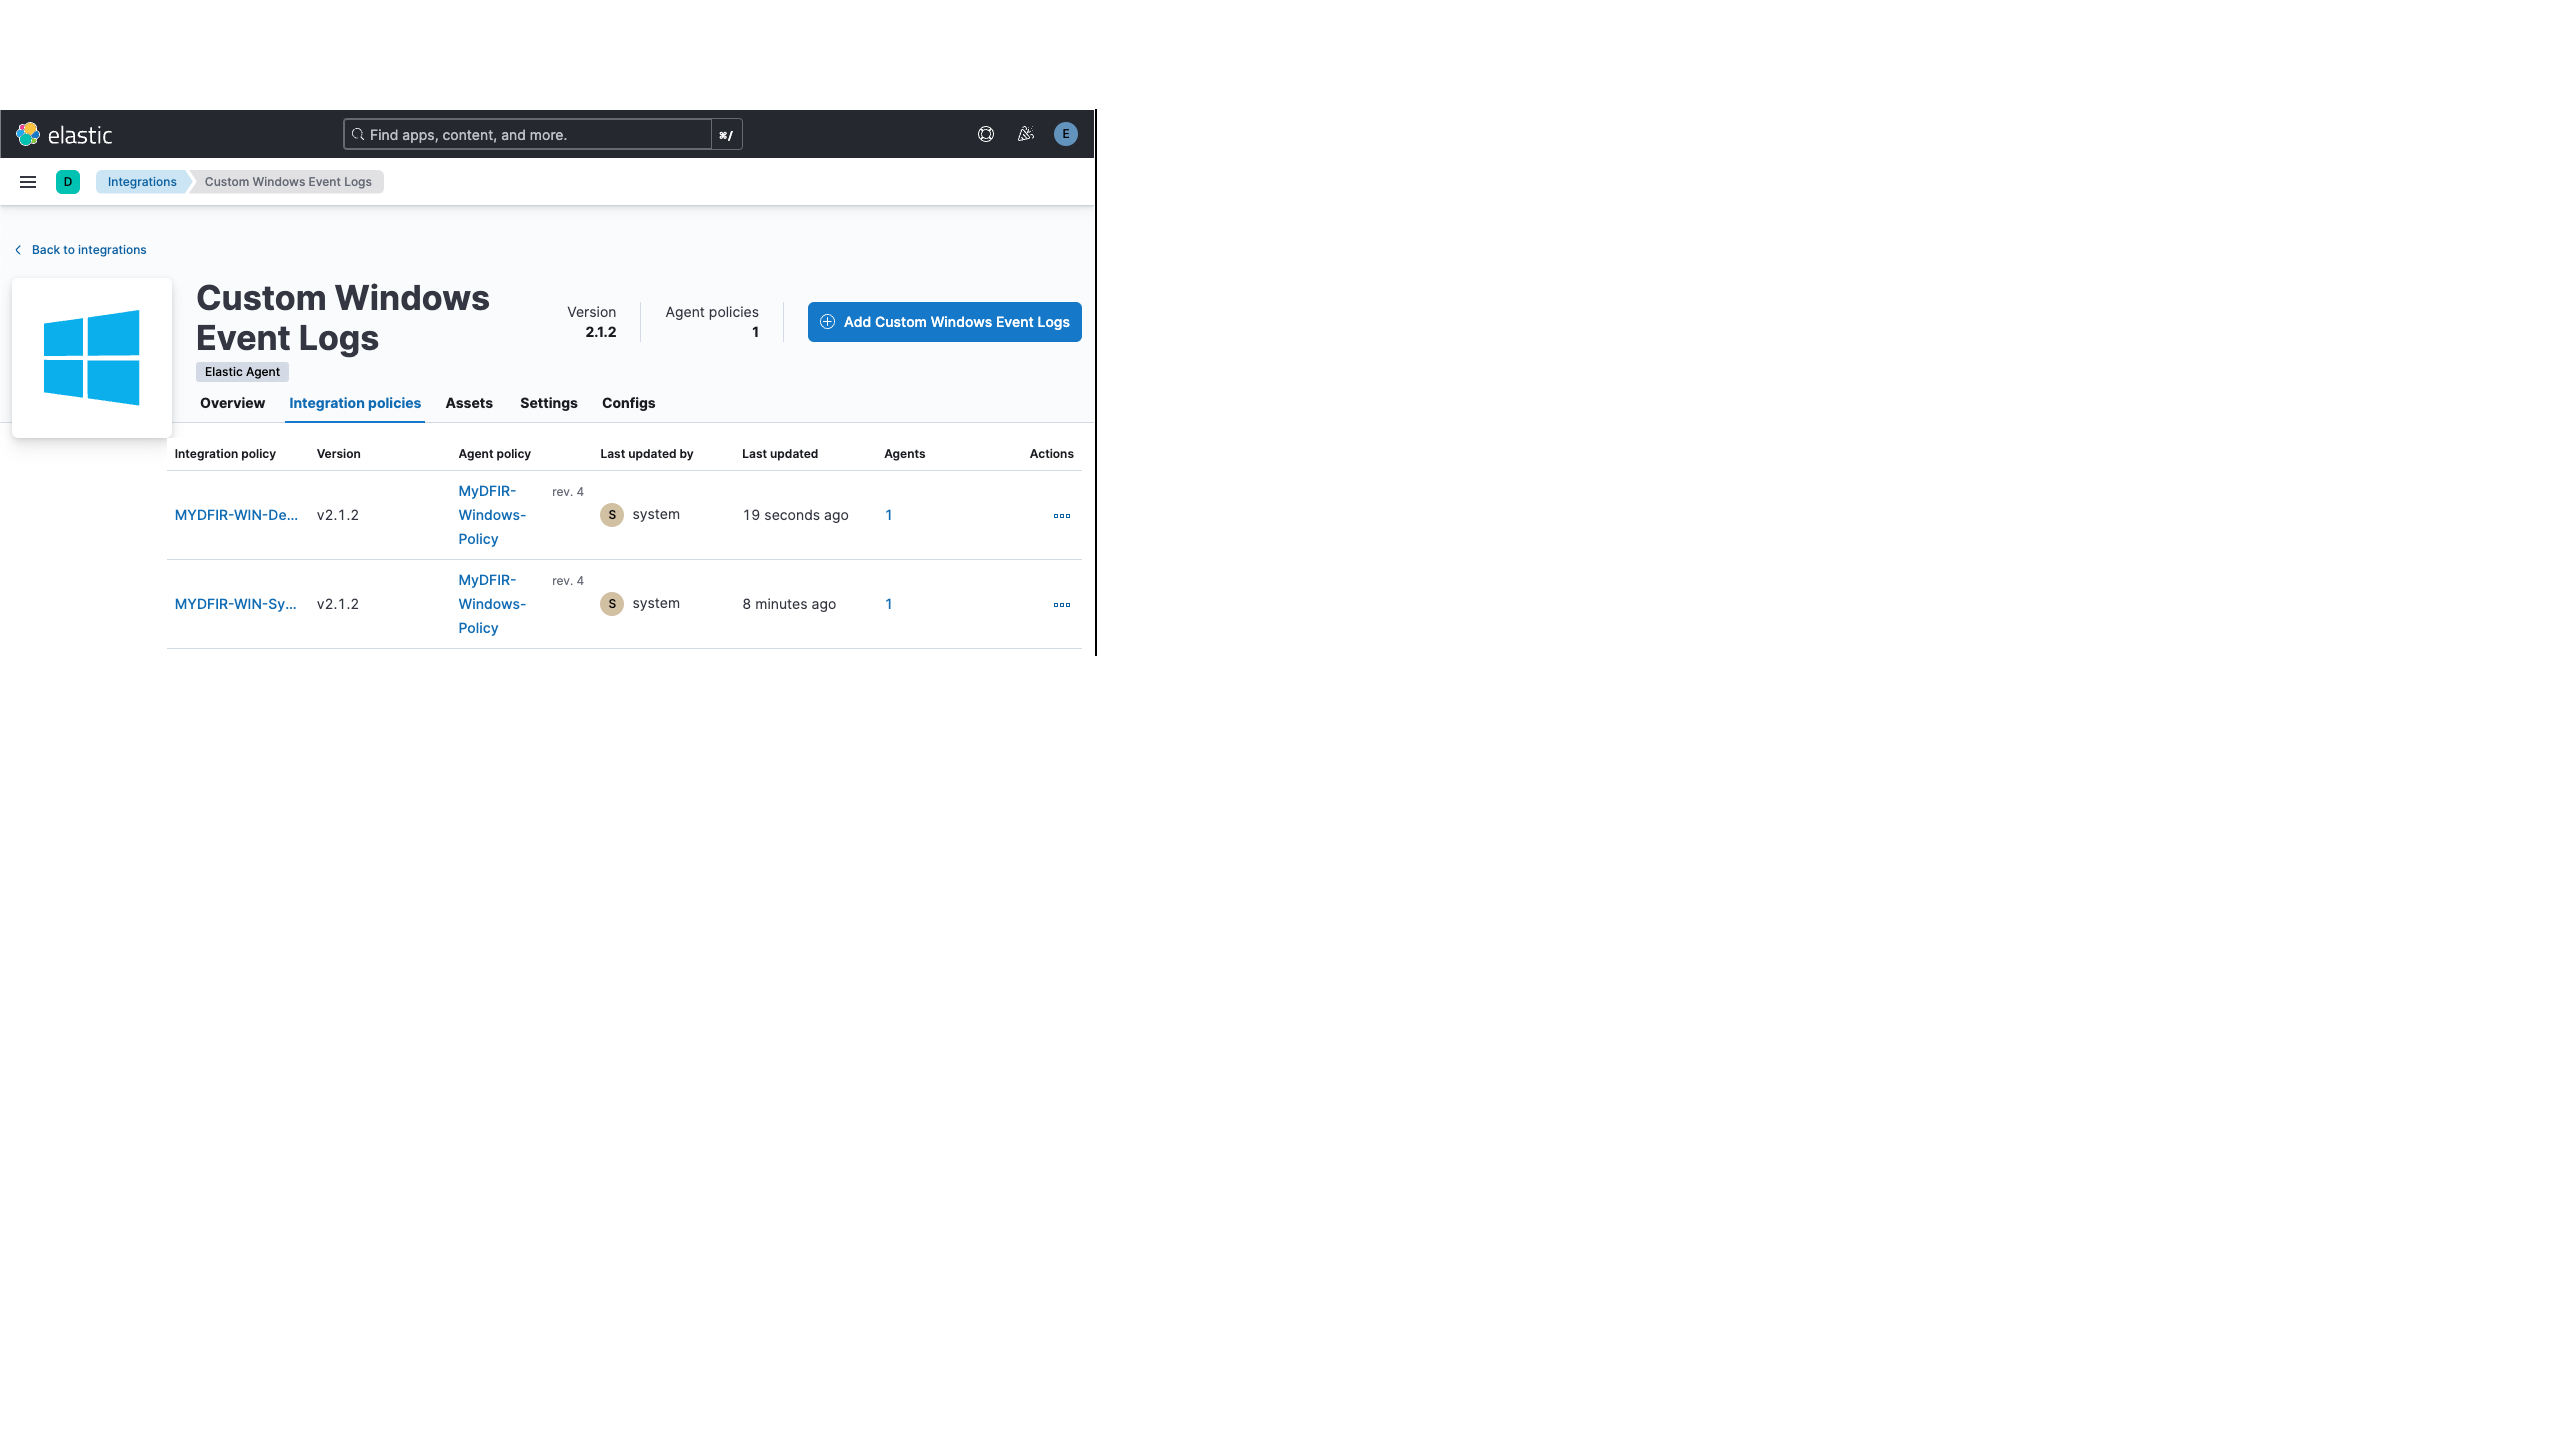 elastic
Find apps, content, and more.
⌘/
E
D
Integrations
Custom Windows Event Logs
Back to integrations
Custom Windows
Event Logs
Elastic Agent
Version
2.1.2
Agent policies
1
Add Custom Windows Event Logs
Overview
Integration policies
Assets
Settings
Configs
Integration policy
Version
Agent policy
Last updated by
Last updated
Agents
Actions
MYDFIR-WIN-De...
v2.1.2
MyDFIR-
Windows-
Policy
rev. 4
S
system
19 seconds ago
1
MYDFIR-WIN-Sy...
v2.1.2
MyDFIR-
Windows-
Policy
rev. 4
S
system
8 minutes ago
1